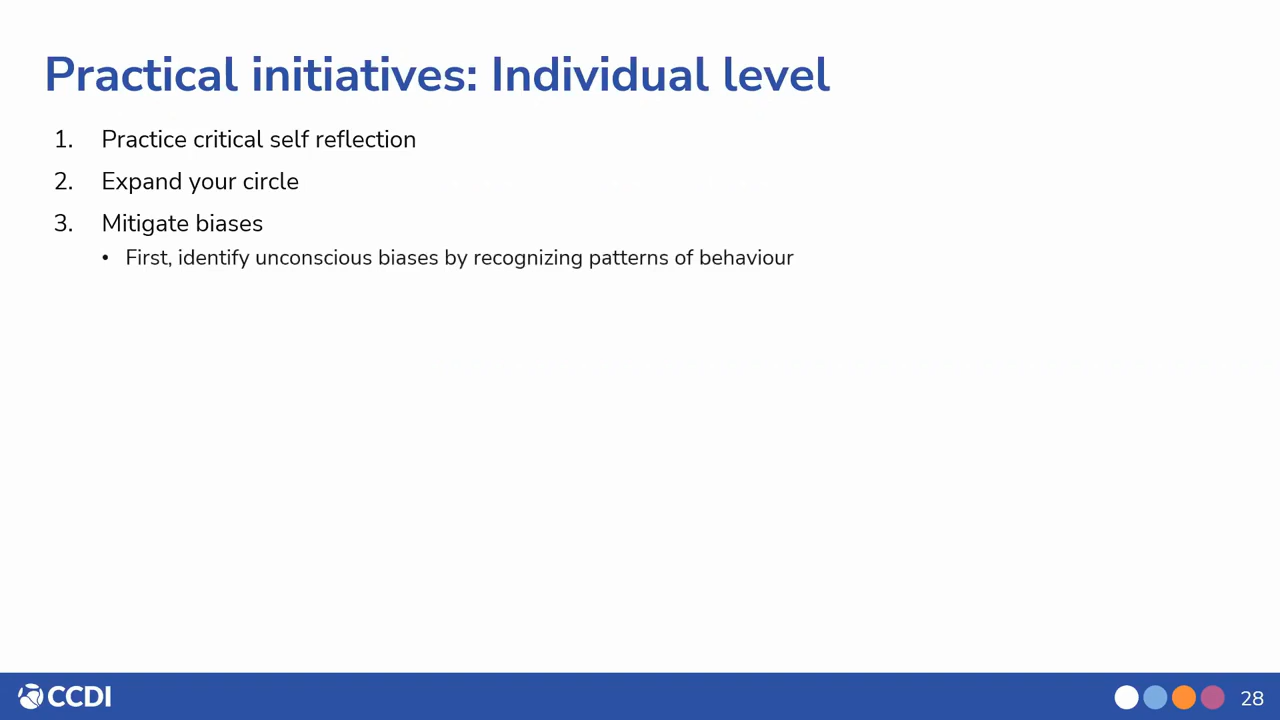 Practical initiatives: Individual level
1. Practice critical self reflection
2. Expand your circle
3. Mitigate biases
• First, identify unconscious biases by recognizing patterns of behaviour
CCDI
28